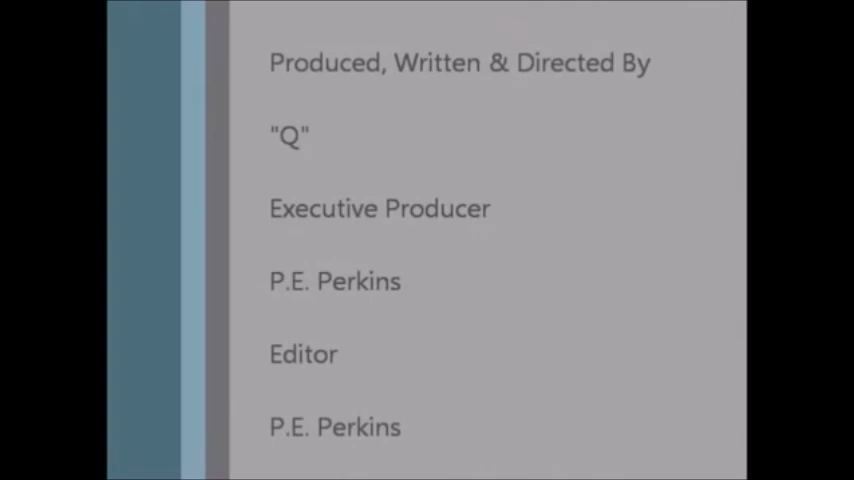 Produced, Written & Directed By
"Q"
Executive Producer
P.E. Perkins
Editor
P.E. Perkins